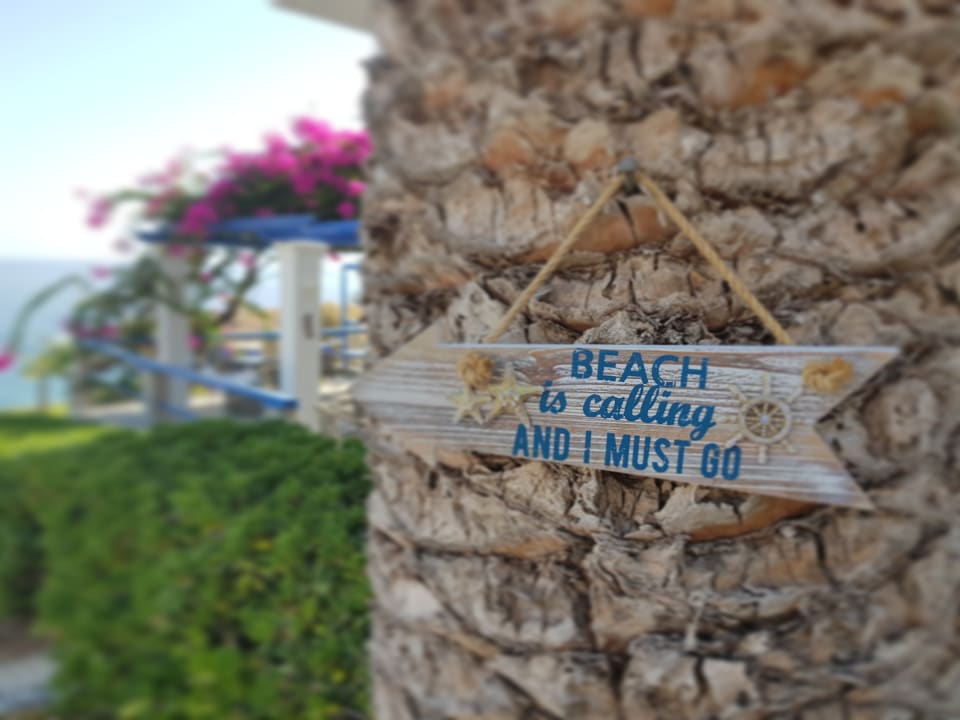 BEACH
is calling
AND I MUST GO